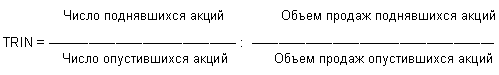 Число поднявшихся акций Объем продаж поднявшихся акций
TRIN = :
Число опустившихся акций Объем продаж опустившихся акций